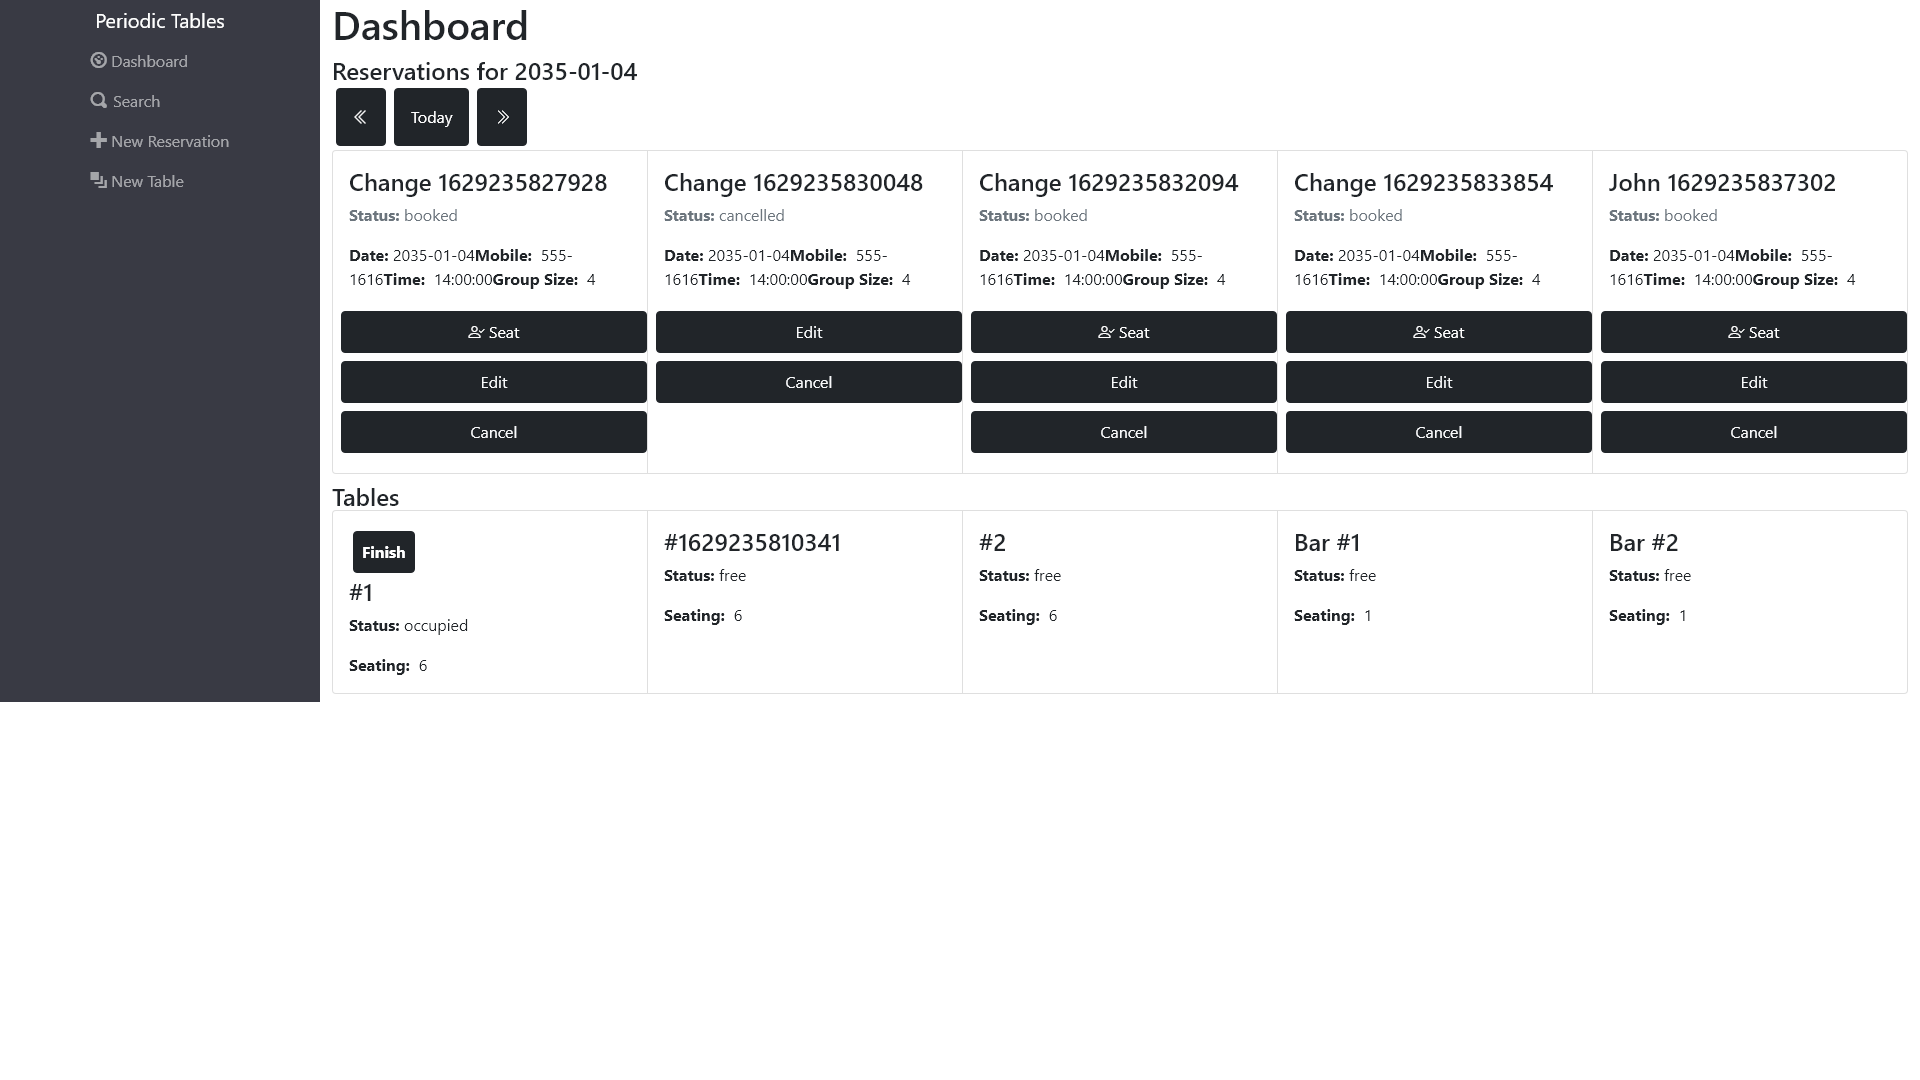 Periodic Tables
Dashboard
Search
New Reservation
New Table
Dashboard
Reservations for 2035-01-04
Today
Change 1629235827928
Status: booked
Date: 2035-01-04Mobile: 555-
1616Time: 14:00:00Group Size: 4
Seat
Edit
Cancel
Change 1629235830048
Status: cancelled
Date: 2035-01-04Mobile: 555-
1616Time: 14:00:00Group Size: 4
Edit
Cancel
Change 1629235832094
Status: booked
Date: 2035-01-04Mobile: 555-
1616Time: 14:00:00Group Size: 4
Seat
Edit
Cancel
Change 1629235833854
Status: booked
Date: 2035-01-04Mobile: 555-
1616Time: 14:00:00Group Size: 4
Seat
Edit
Cancel
John 1629235837302
Status: booked
Date: 2035-01-04Mobile: 555-
1616Time: 14:00:00Group Size: 4
Seat
Edit
Cancel
Tables
Finish
#1
Status: occupied
Seating: 6
#1629235810341
Status: free
Seating: 6
#2
Status: free
Seating: 6
Bar #1
Status: free
Seating: 1
Bar #2
Status: free
Seating: 1